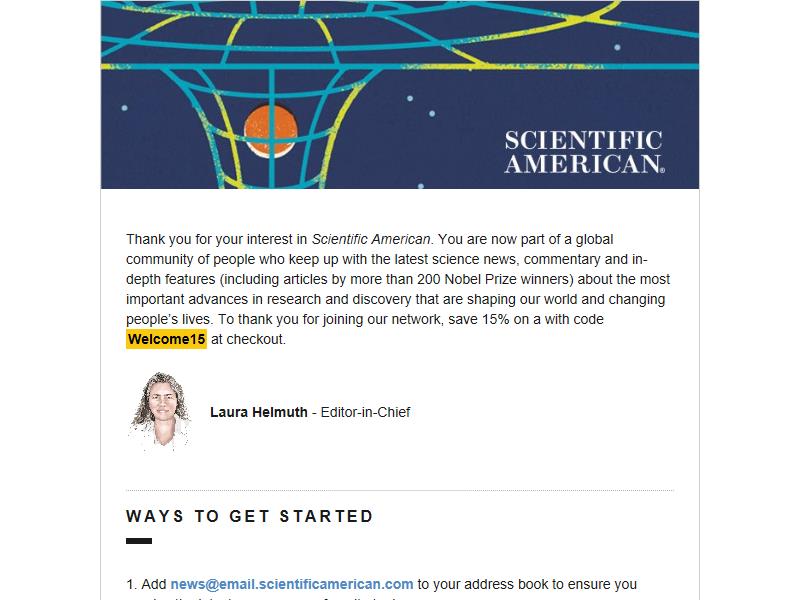 SCIENTIFIC
AMERICAN®
Thank you for your interest in Scientific American. You are now part of a global
community of people who keep up with the latest science news, commentary and in-
depth features (including articles by more than 200 Nobel Prize winners) about the most
important advances in research and discovery that are shaping our world and changing
people's lives. To thank you for joining our network, save 15% on a with code
Welcome15 at checkout.
Laura Helmuth - Editor-in-Chief
WAYS TO GET STARTED
1. Add news@email.scientificamerican.com to your address book to ensure you